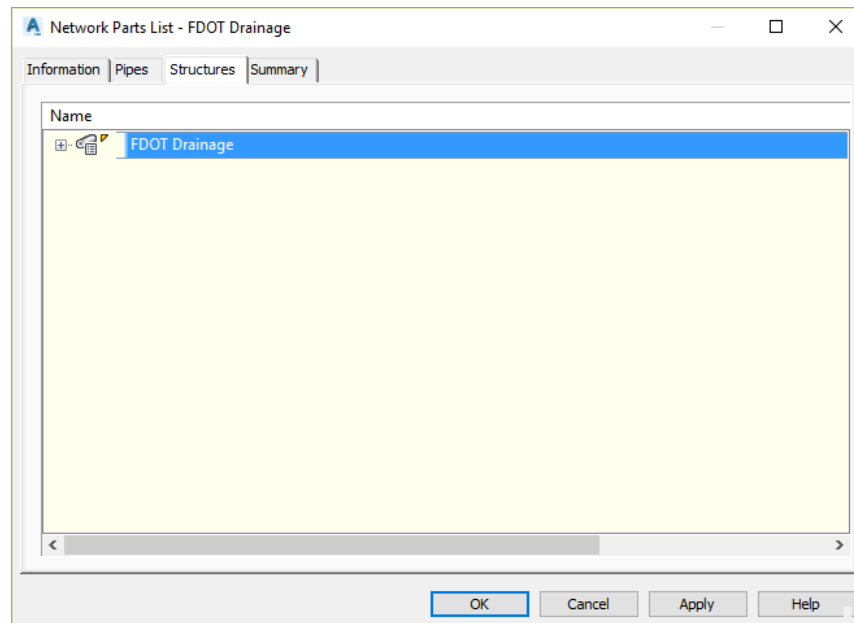 Network Parts List - FDOT Drainage
Information Pipes Structures Summary
Name
FDOT Drainage
OK Cancel Apply Help